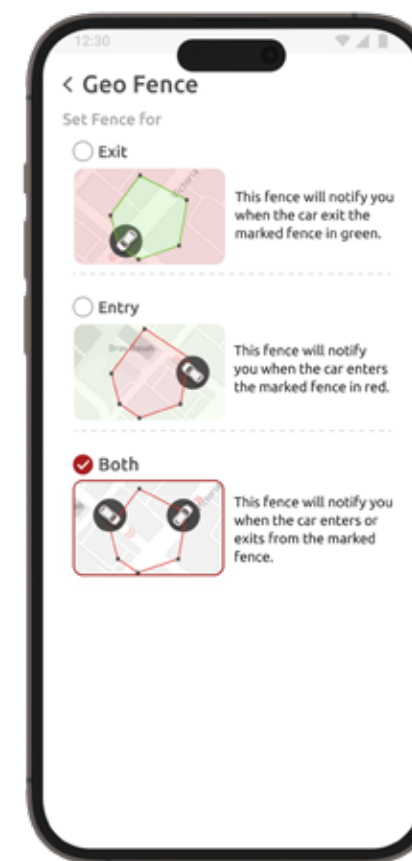 12:30
< Geo Fence
Set Fence for
Exit
Victoria
This fence will notify you
when the car exit the
marked fence in green.
Entry
This fence will notify
you when the car enters
the marked fence in red.
Both
This fence will notify you
when the car enters or
exits from the marked
fence.